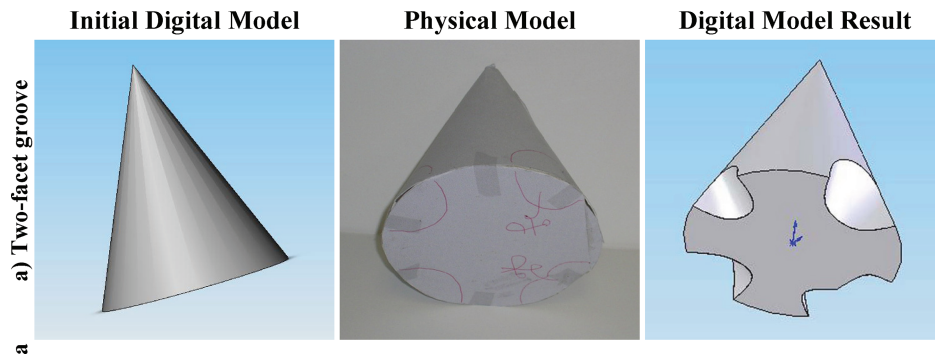 Initial Digital Model
Physical Model
Digital Model Result
a) Two-facet groove
a